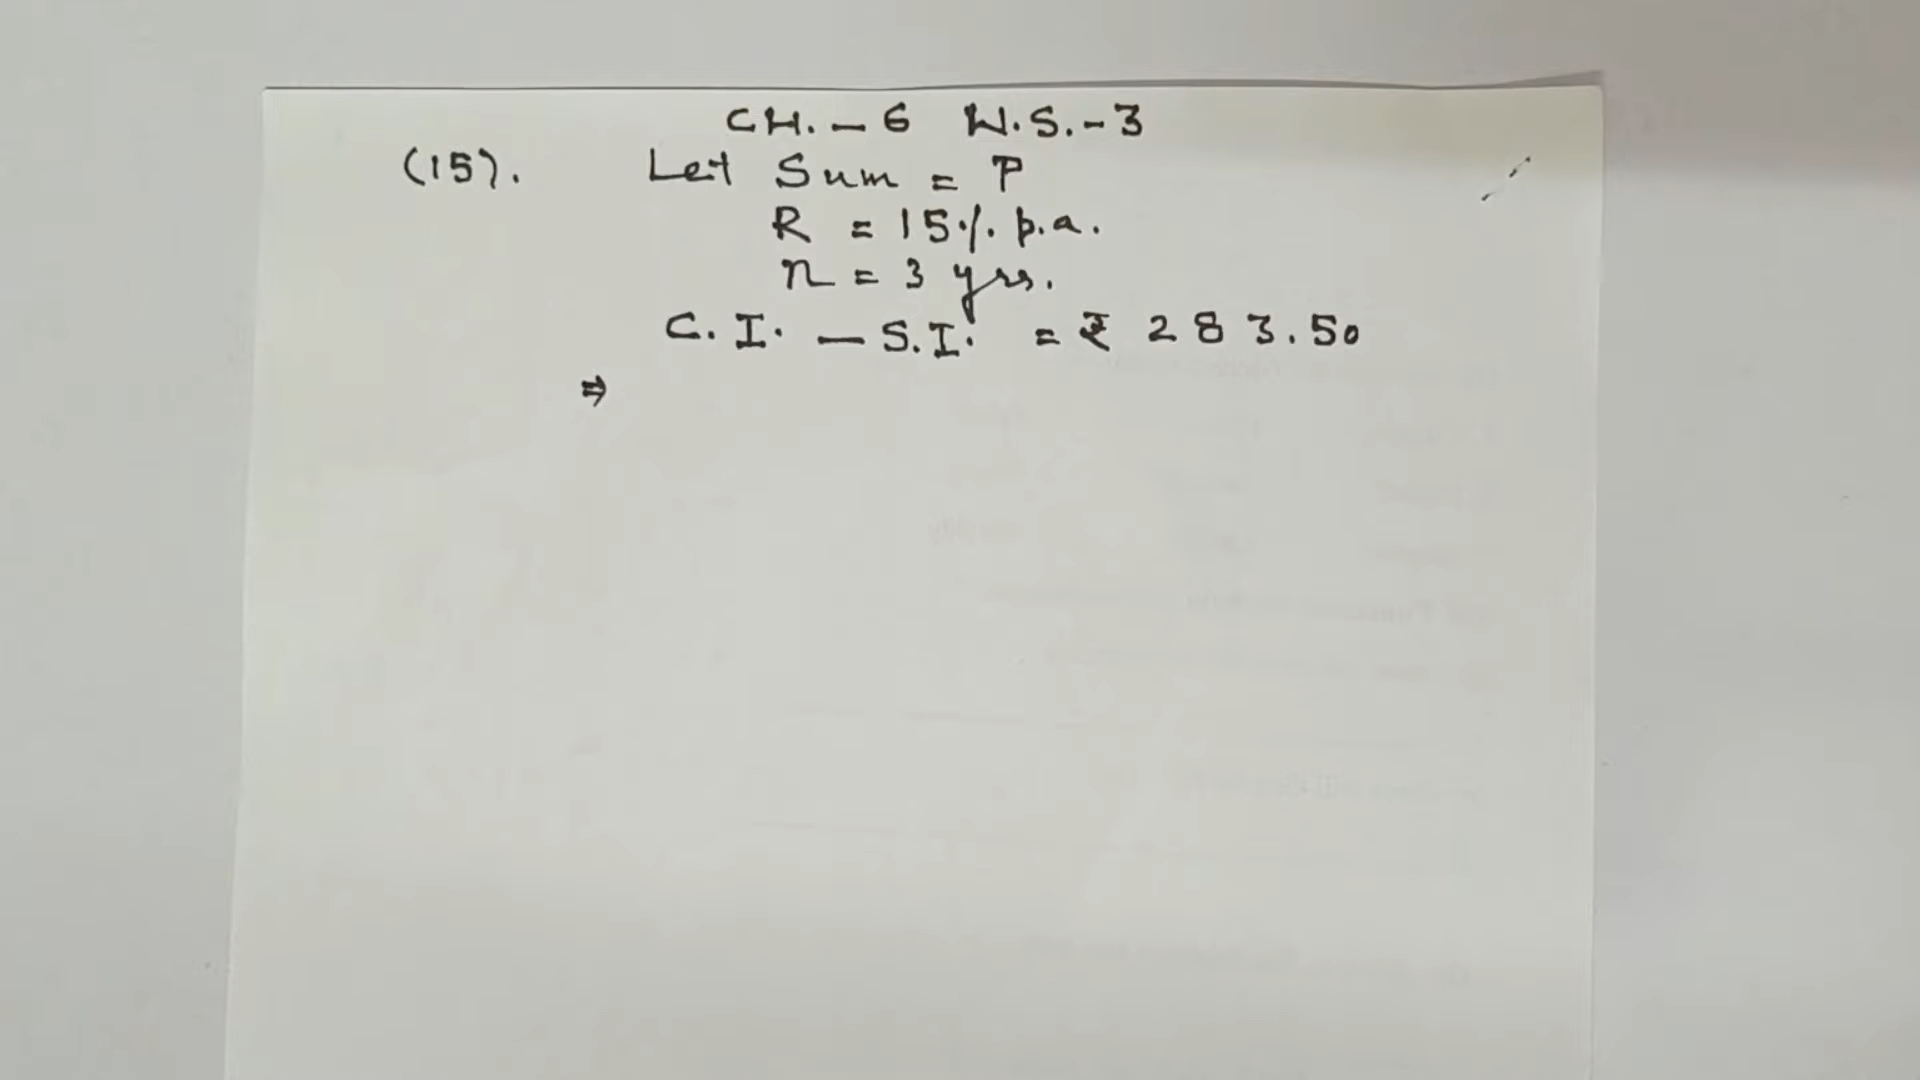 CH. - 6 W.S. - 3
(15). Let Sum = P
R = 15% p.a.
n = 3 yrs.
C.I. - S.I. = ₹ 283.50
⇒